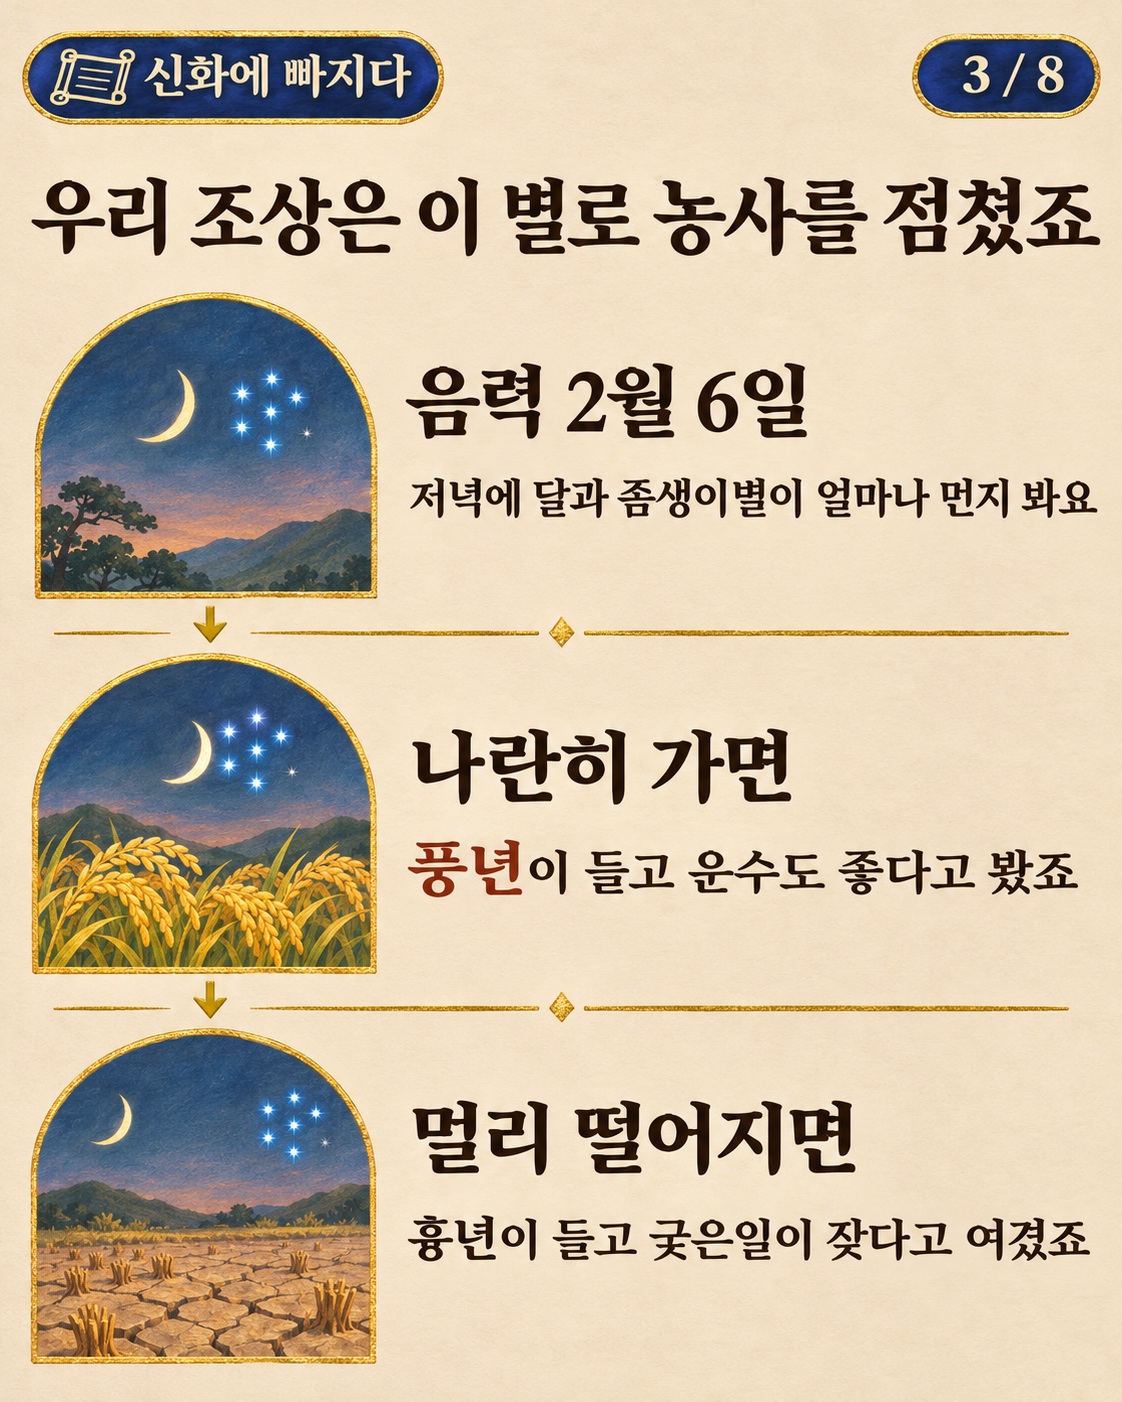 신화에 빠지다
3 / 8
우리 조상은 이 별로 농사를 점쳤죠
음력 2월 6일
저녁에 달과 좀생이별이 얼마나 먼지 봐요
나란히 가면
풍년이 들고 운수도 좋다고 봤죠
멀리 떨어지면
흉년이 들고 궂은일이 잦다고 여겼죠